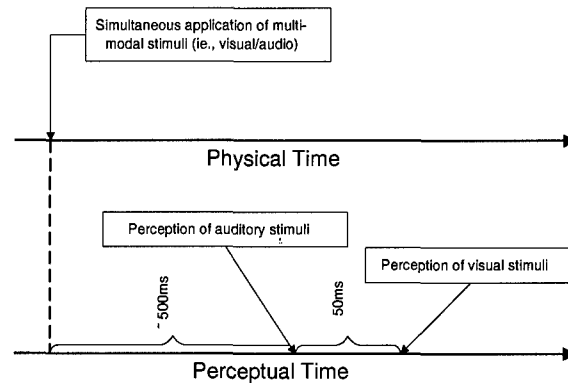 Simultaneous application of multi-
modal stimuli (ie., visual/audio)
Physical Time
Perception of auditory stimuli
Perception of visual stimuli
~500ms
50ms
Perceptual Time